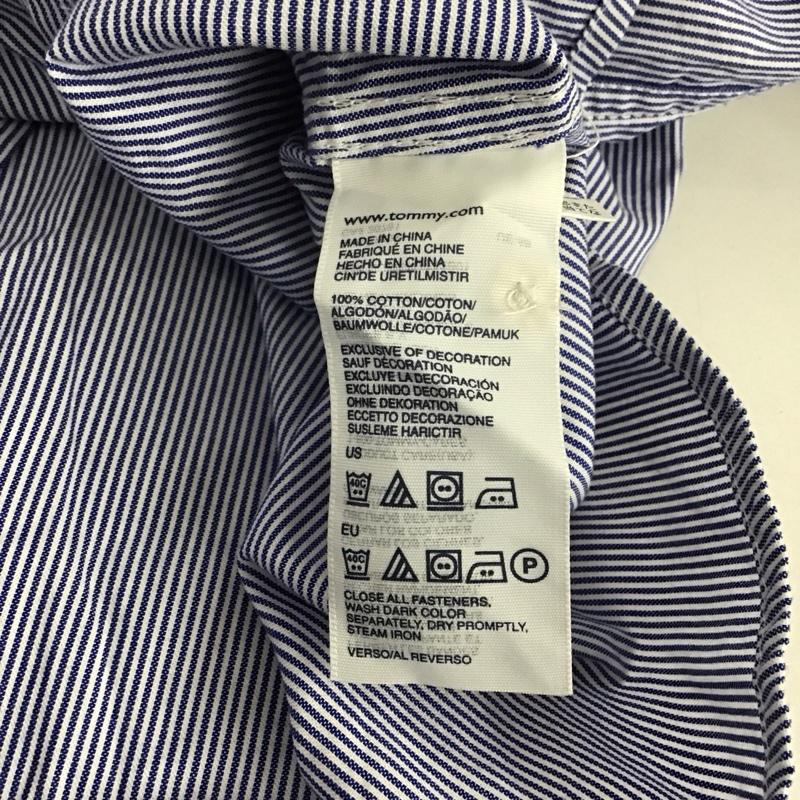 www.tommy.com
MADE IN CHINA
FABRIQUÉ EN CHINE
HECHO EN CHINA
CIN'DE URETILMISTIR
100% COTTON/COTON/
ALGODÓN/ALGODÃO/
BAUMWOLLE/COTONE/PAMUK
EXCLUSIVE OF DECORATION
SAUF DÉCORATION
EXCLUYE LA DECORACIÓN
EXCLUINDO DECORAÇÃO
OHNE DEKORATION
ECCETTO DECORAZIONE
SUSLEME HARICTIR
US
40C
EU
40C P
CLOSE ALL FASTENERS,
WASH DARK COLOR
SEPARATELY, DRY PROMPTLY,
STEAM IRON
VERSO/AL REVERSO